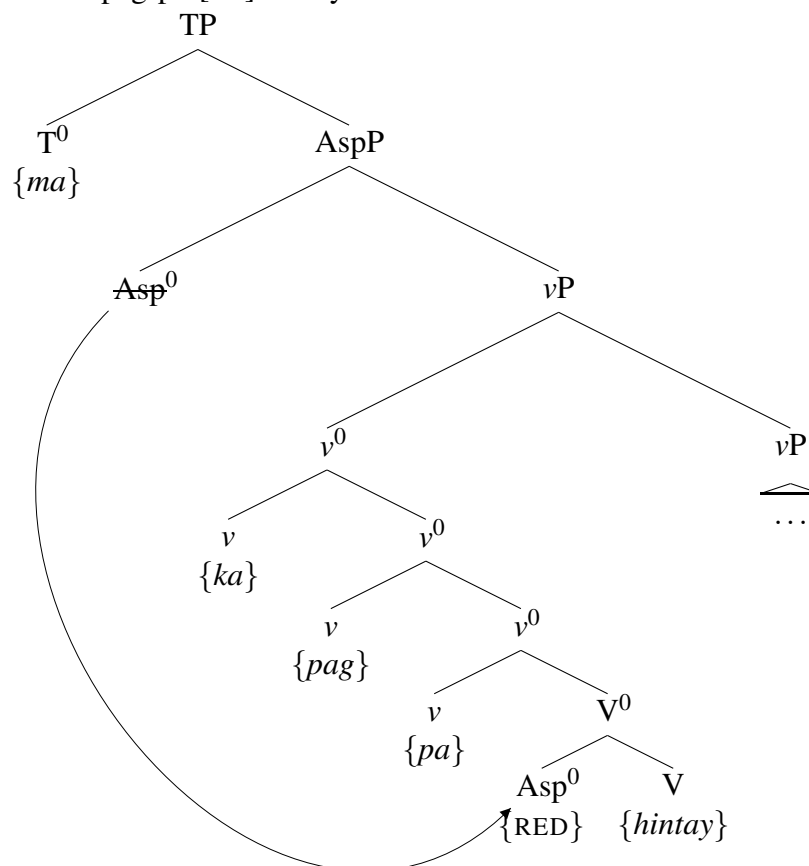 TP
T⁰ AspP
{ma}
Asp⁰ vP
v⁰ vP
...
v v⁰
{ka}
v v⁰
{pag}
v V⁰
{pa}
Asp⁰ V
{RED} {hintay}